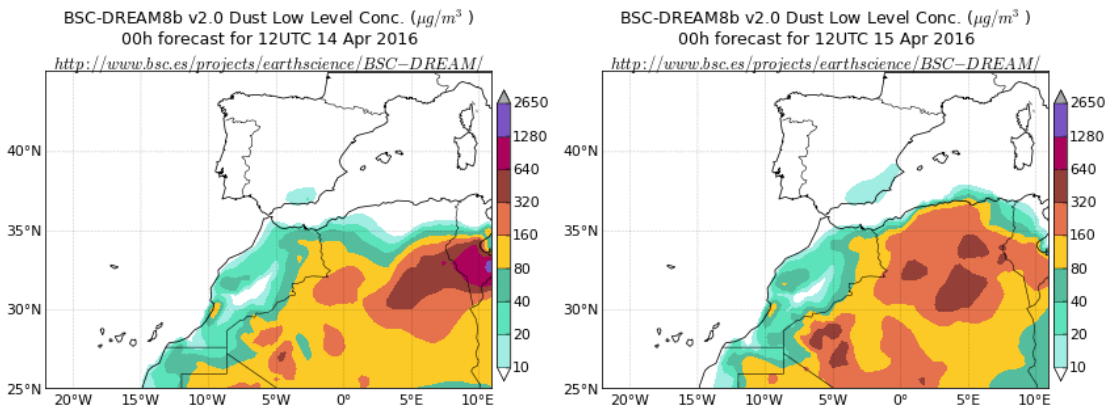 BSC-DREAM8b v2.0 Dust Low Level Conc. (μg/m³ )
00h forecast for 12UTC 14 Apr 2016
http://www.bsc.es/projects/earthscience/BSC−DREAM/
40°N
35°N
30°N
25°N
20°W 15°W 10°W 5°W 0°E 5°E 10°E
2650
1280
640
320
160
80
40
20
10
BSC-DREAM8b v2.0 Dust Low Level Conc. (μg/m³ )
00h forecast for 12UTC 15 Apr 2016
http://www.bsc.es/projects/earthscience/BSC−DREAM/
40°N
35°N
30°N
25°N
20°W 15°W 10°W 5°W 0°E 5°E 10°E
2650
1280
640
320
160
80
40
20
10